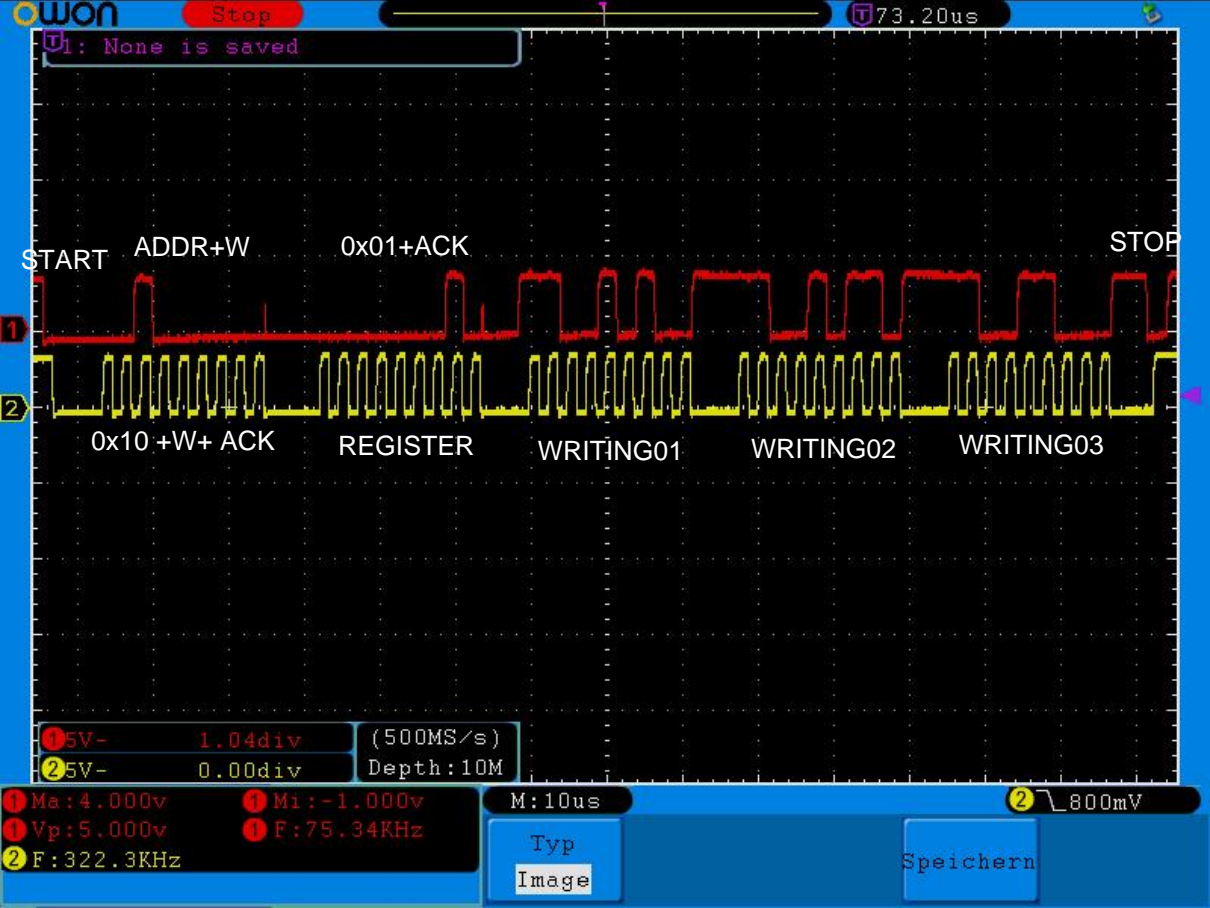 owon Stop T 73.20us
T1: None is saved
START ADDR+W 0x01+ACK STOP
1
2
0x10 +W+ ACK REGISTER WRITING01 WRITING02 WRITING03
1 5V- 1.04div (500MS/s)
2 5V- 0.00div Depth:10M
1 Ma:4.000v 1 Mi:-1.000v M:10us 2 800mV
1 Vp:5.000v 1 F:75.34KHz
2 F:322.3KHz
Typ
Image
Speichern